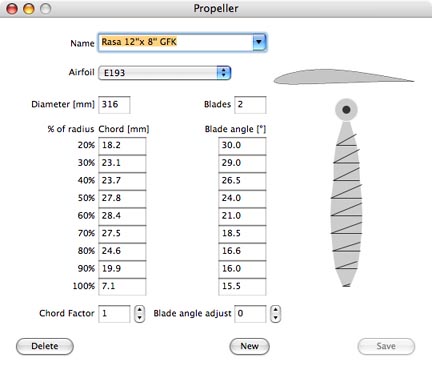 Propeller
Name Rasa 12"x 8" GFK
Airfoil E193
Diameter [mm] 316 Blades 2
% of radius Chord [mm] Blade angle [°]
20% 18.2 30.0
30% 23.1 29.0
40% 23.7 26.5
50% 27.8 24.0
60% 28.4 21.0
70% 27.5 18.5
80% 24.6 16.6
90% 19.9 16.0
100% 7.1 15.5
Chord Factor 1 Blade angle adjust 0
Delete New Save